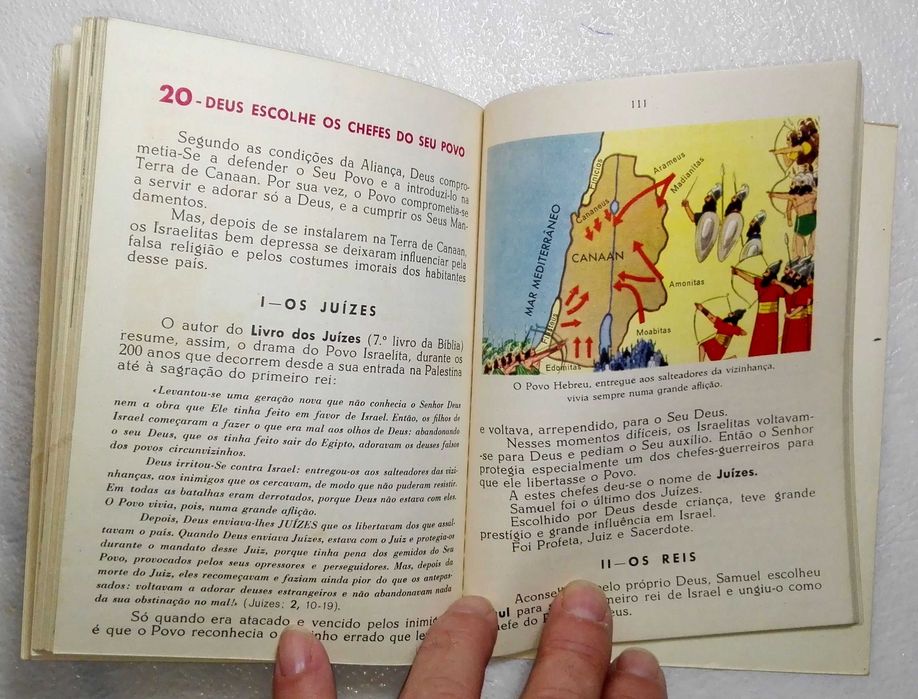 20 - DEUS ESCOLHE OS CHEFES DO SEU POVO
Segundo as condições da Aliança, Deus compro-
metia-Se a defender o Seu Povo e a introduzi-lo na
Terra de Canaan. Por sua vez, o Povo comprometia-se
a servir e adorar só a Deus, e a cumprir os Seus Man-
damentos.
Mas, depois de se instalarem na Terra de Canaan,
os Israelitas bem depressa se deixaram influenciar pela
falsa religião e pelos costumes imorais dos habitantes
desse país.
I—OS JUÍZES
O autor do Livro dos Juízes (7.º livro da Bíblia)
resume, assim, o drama do Povo Israelita, durante os
200 anos que decorrem desde a sua entrada na Palestina
até à sagração do primeiro rei:
«Levantou-se uma geração nova que não conhecia o Senhor Deus
nem a obra que Ele tinha feito em favor de Israel. Então, os filhos de
Israel começaram a fazer o que era mal aos olhos de Deus: abandonando
o seu Deus, que os tinha feito sair do Egipto, adoravam os deuses falsos
dos povos circunvizinhos.
Deus irritou-Se contra Israel: entregou-os aos salteadores das vizi-
nhanças, aos inimigos que os cercavam, de modo que não puderam resistir.
Em todas as batalhas eram derrotados, porque Deus não estava com eles.
O Povo vivia, pois, numa grande aflição.
Depois, Deus enviava-lhes JUÍZES que os libertavam dos que assal-
tavam o país. Quando Deus enviava Juízes, estava com o Juiz e protegia-os
durante o mandato desse Juiz, porque tinha pena dos gemidos do Seu
Povo, provocados pelos seus opressores e perseguidores. Mas, depois da
morte do Juiz, eles recomeçavam e faziam ainda pior do que os antepas-
sados: voltavam a adorar deuses estrangeiros e não abandonavam nada
da sua obstinação no mal!» (Juízes: 2, 10-19).
Só quando era atacado e vencido pelos
é que o Povo reconhecia o errado que
111
MAR MEDITERRÂNEO
Fenícios
Arameus
Madianitas
Cananeus
CANAAN
Amonitas
Filisteus
Moabitas
Edomitas
O Povo Hebreu, entregue aos salteadores da vizinhança,
vivia sempre numa grande aflição.
e voltava, arrependido, para o Seu Deus.
Nesses momentos difíceis, os Israelitas voltavam-
-se para Deus e pediam o Seu auxílio. Então o Senhor
protegia especialmente um dos chefes-guerreiros para
que ele libertasse o Povo.
A estes chefes deu-se o nome de Juízes.
Samuel foi o último dos Juízes.
Escolhido por Deus desde criança, teve grande
prestígio e grande influência em Israel.
Foi Profeta, Juiz e Sacerdote.
II—OS REIS
pelo próprio Deus, Samuel escolheu
para rei de Israel e ungiu-o como